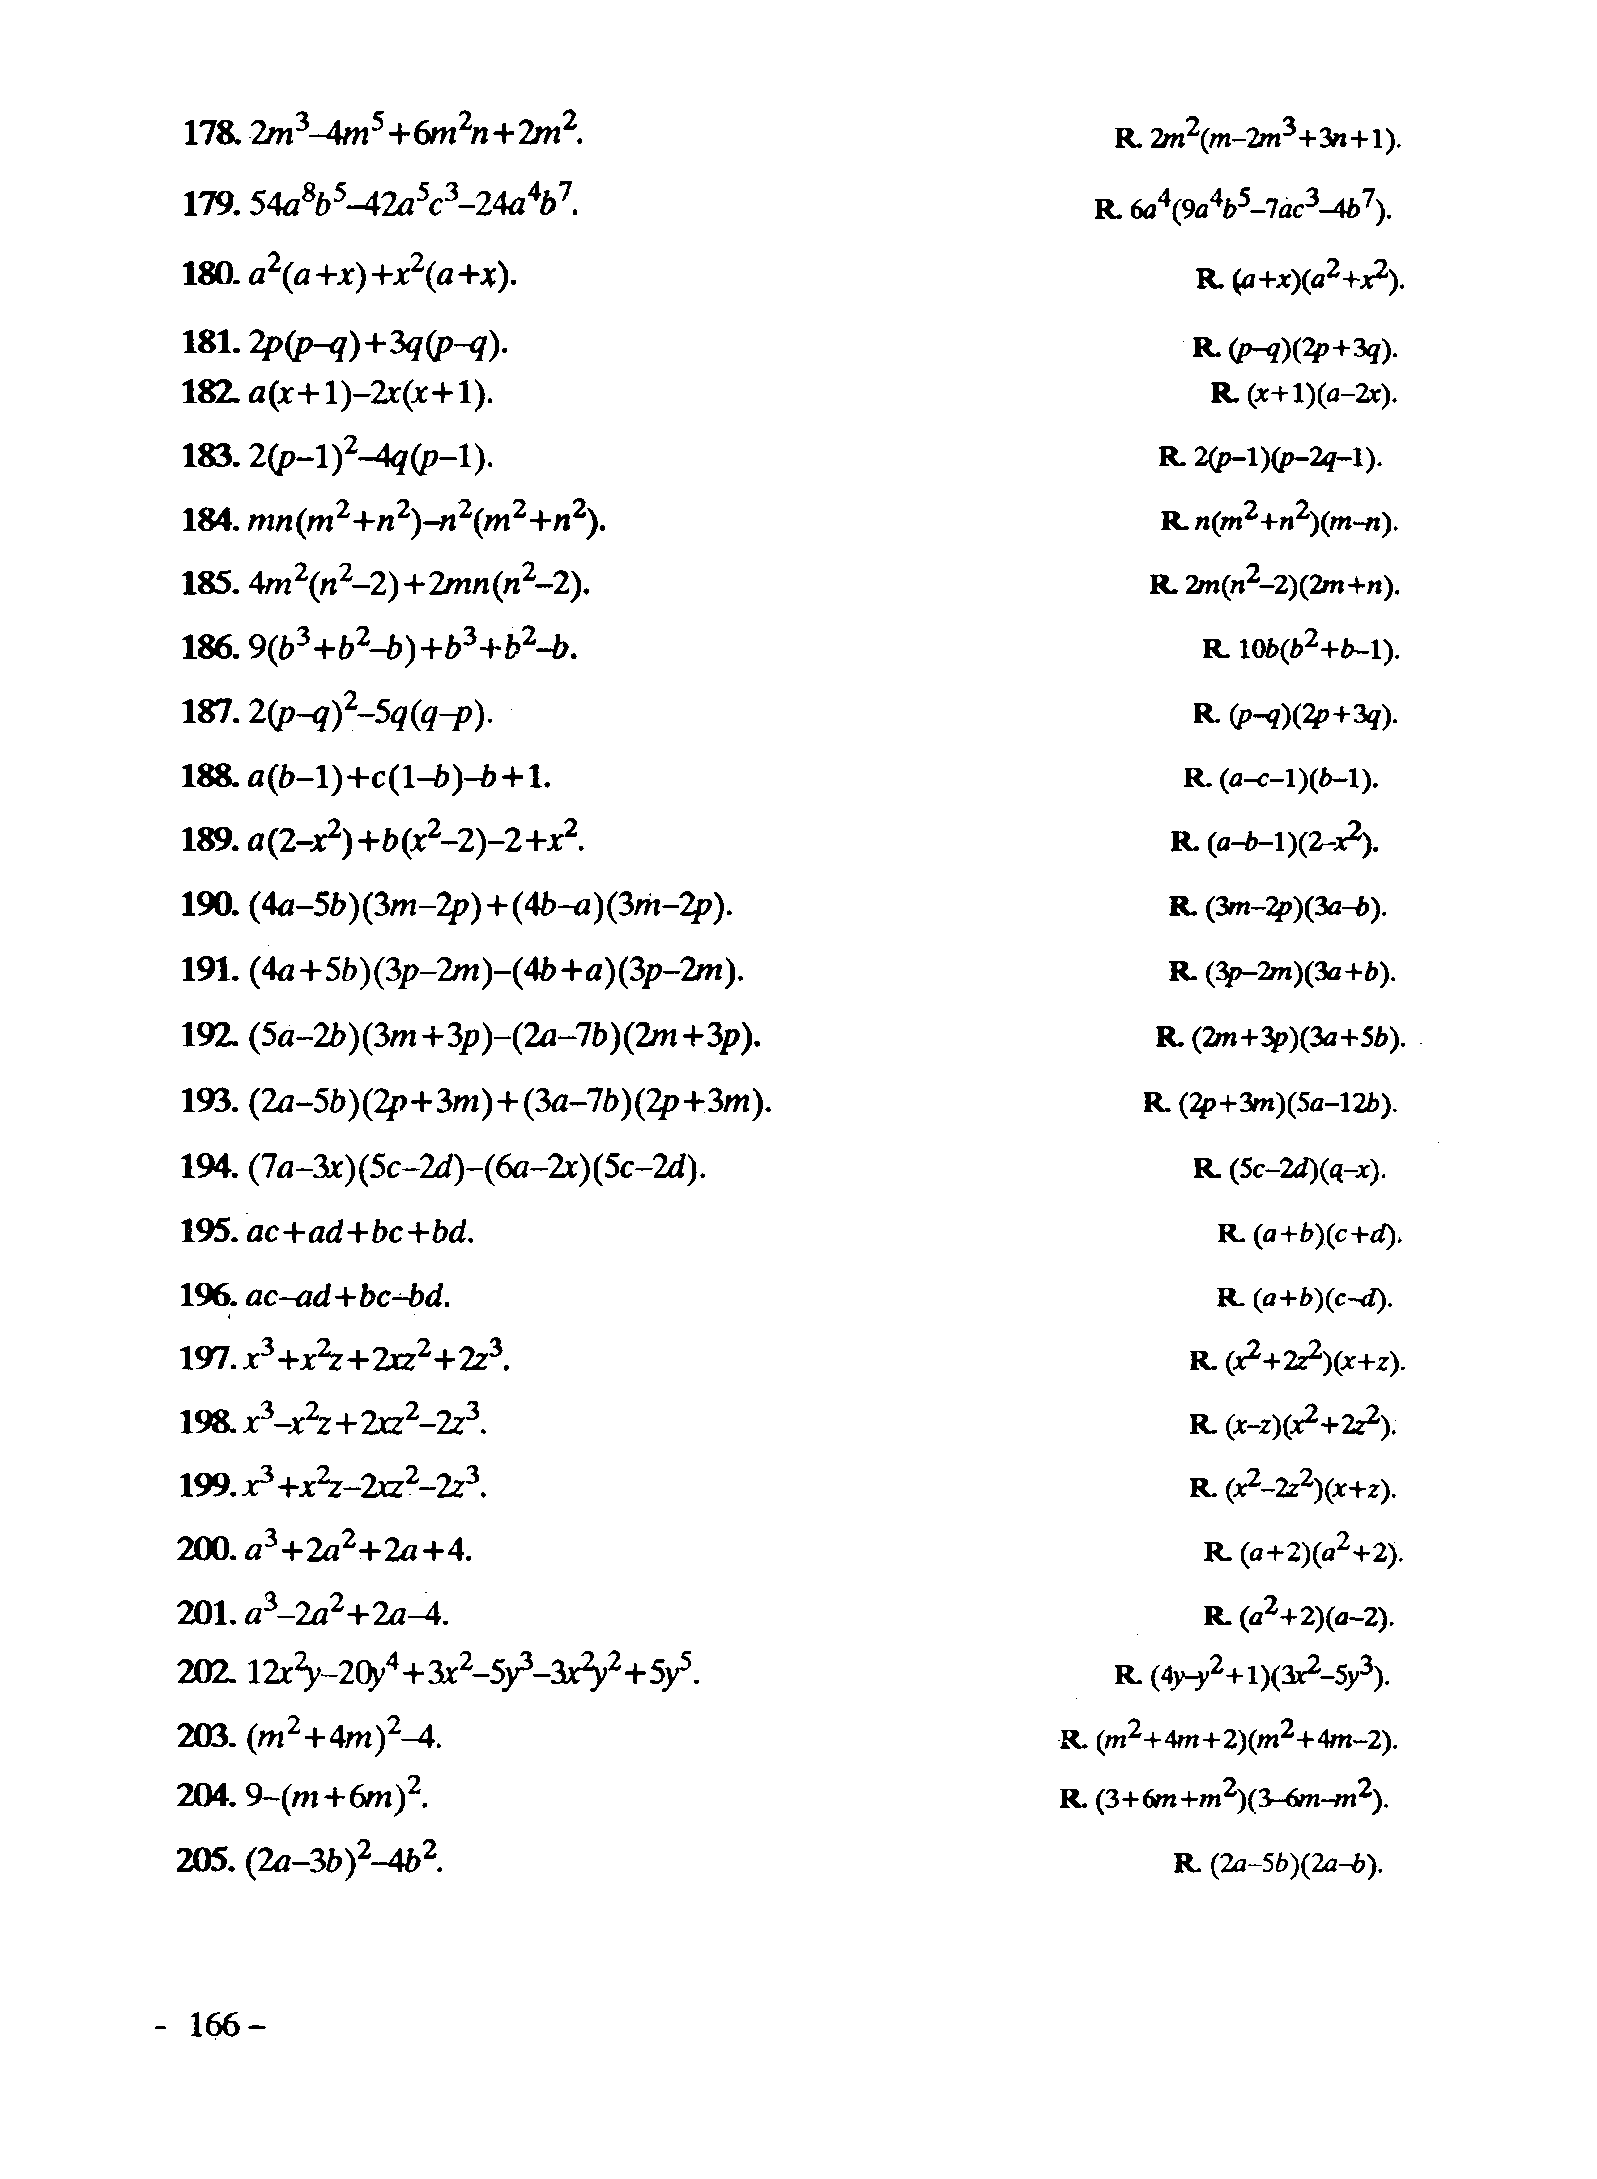 178. 2m³–4m⁵+6m²n+2m². R. 2m²(m–2m³+3n+1).
179. 54a⁸b⁵–42a⁵c³–24a⁴b⁷. R. 6a⁴(9a⁴b⁵–7ac³–4b⁷).
180. a²(a+x)+x²(a+x). R. (a+x)(a²+x²).
181. 2p(p–q)+3q(p–q). R. (p–q)(2p+3q).
182. a(x+1)–2x(x+1). R. (x+1)(a–2x).
183. 2(p–1)²–4q(p–1). R. 2(p–1)(p–2q–1).
184. mn(m²+n²)–n²(m²+n²). R. n(m²+n²)(m–n).
185. 4m²(n²–2)+2mn(n²–2). R. 2m(n²–2)(2m+n).
186. 9(b³+b²–b)+b³+b²–b. R. 10b(b²+b–1).
187. 2(p–q)²–5q(q–p). R. (p–q)(2p+3q).
188. a(b–1)+c(1–b)–b+1. R. (a–c–1)(b–1).
189. a(2–x²)+b(x²–2)–2+x². R. (a–b–1)(2–x²).
190. (4a–5b)(3m–2p)+(4b–a)(3m–2p). R. (3m–2p)(3a–b).
191. (4a+5b)(3p–2m)–(4b+a)(3p–2m). R. (3p–2m)(3a+b).
192. (5a–2b)(3m+3p)–(2a–7b)(2m+3p). R. (2m+3p)(3a+5b).
193. (2a–5b)(2p+3m)+(3a–7b)(2p+3m). R. (2p+3m)(5a–12b).
194. (7a–3x)(5c–2d)–(6a–2x)(5c–2d). R. (5c–2d)(q–x).
195. ac+ad+bc+bd. R. (a+b)(c+d).
196. ac–ad+bc–bd. R. (a+b)(c–d).
197. x³+x²z+2xz²+2z³. R. (x²+2z²)(x+z).
198. x³–x²z+2xz²–2z³. R. (x–z)(x²+2z²).
199. x³+x²z–2xz²–2z³. R. (x²–2z²)(x+z).
200. a³+2a²+2a+4. R. (a+2)(a²+2).
201. a³–2a²+2a–4. R. (a²+2)(a–2).
202. 12x²y–20y⁴+3x²–5y³–3x²y²+5y⁵. R. (4y–y²+1)(3x²–5y³).
203. (m²+4m)²–4. R. (m²+4m+2)(m²+4m–2).
204. 9–(m+6m)². R. (3+6m+m²)(3–6m–m²).
205. (2a–3b)²–4b². R. (2a–5b)(2a–b).
- 166 –